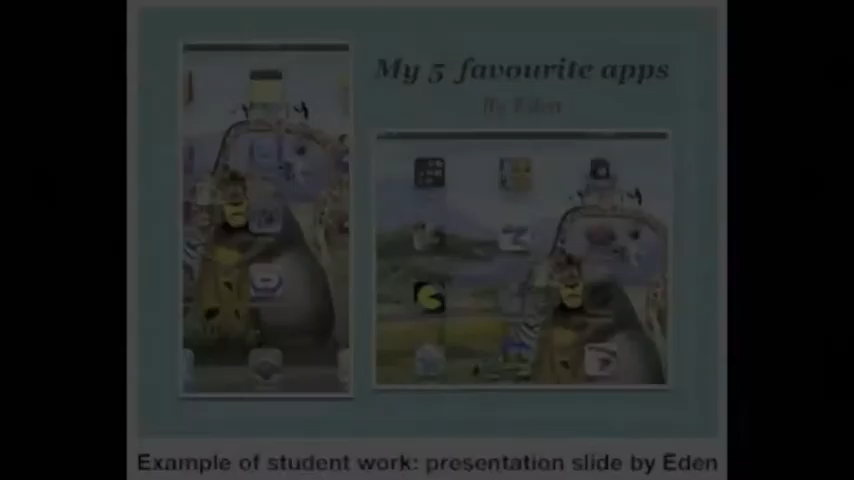 My 5 favourite apps
By Eden
Example of student work: presentation slide by Eden